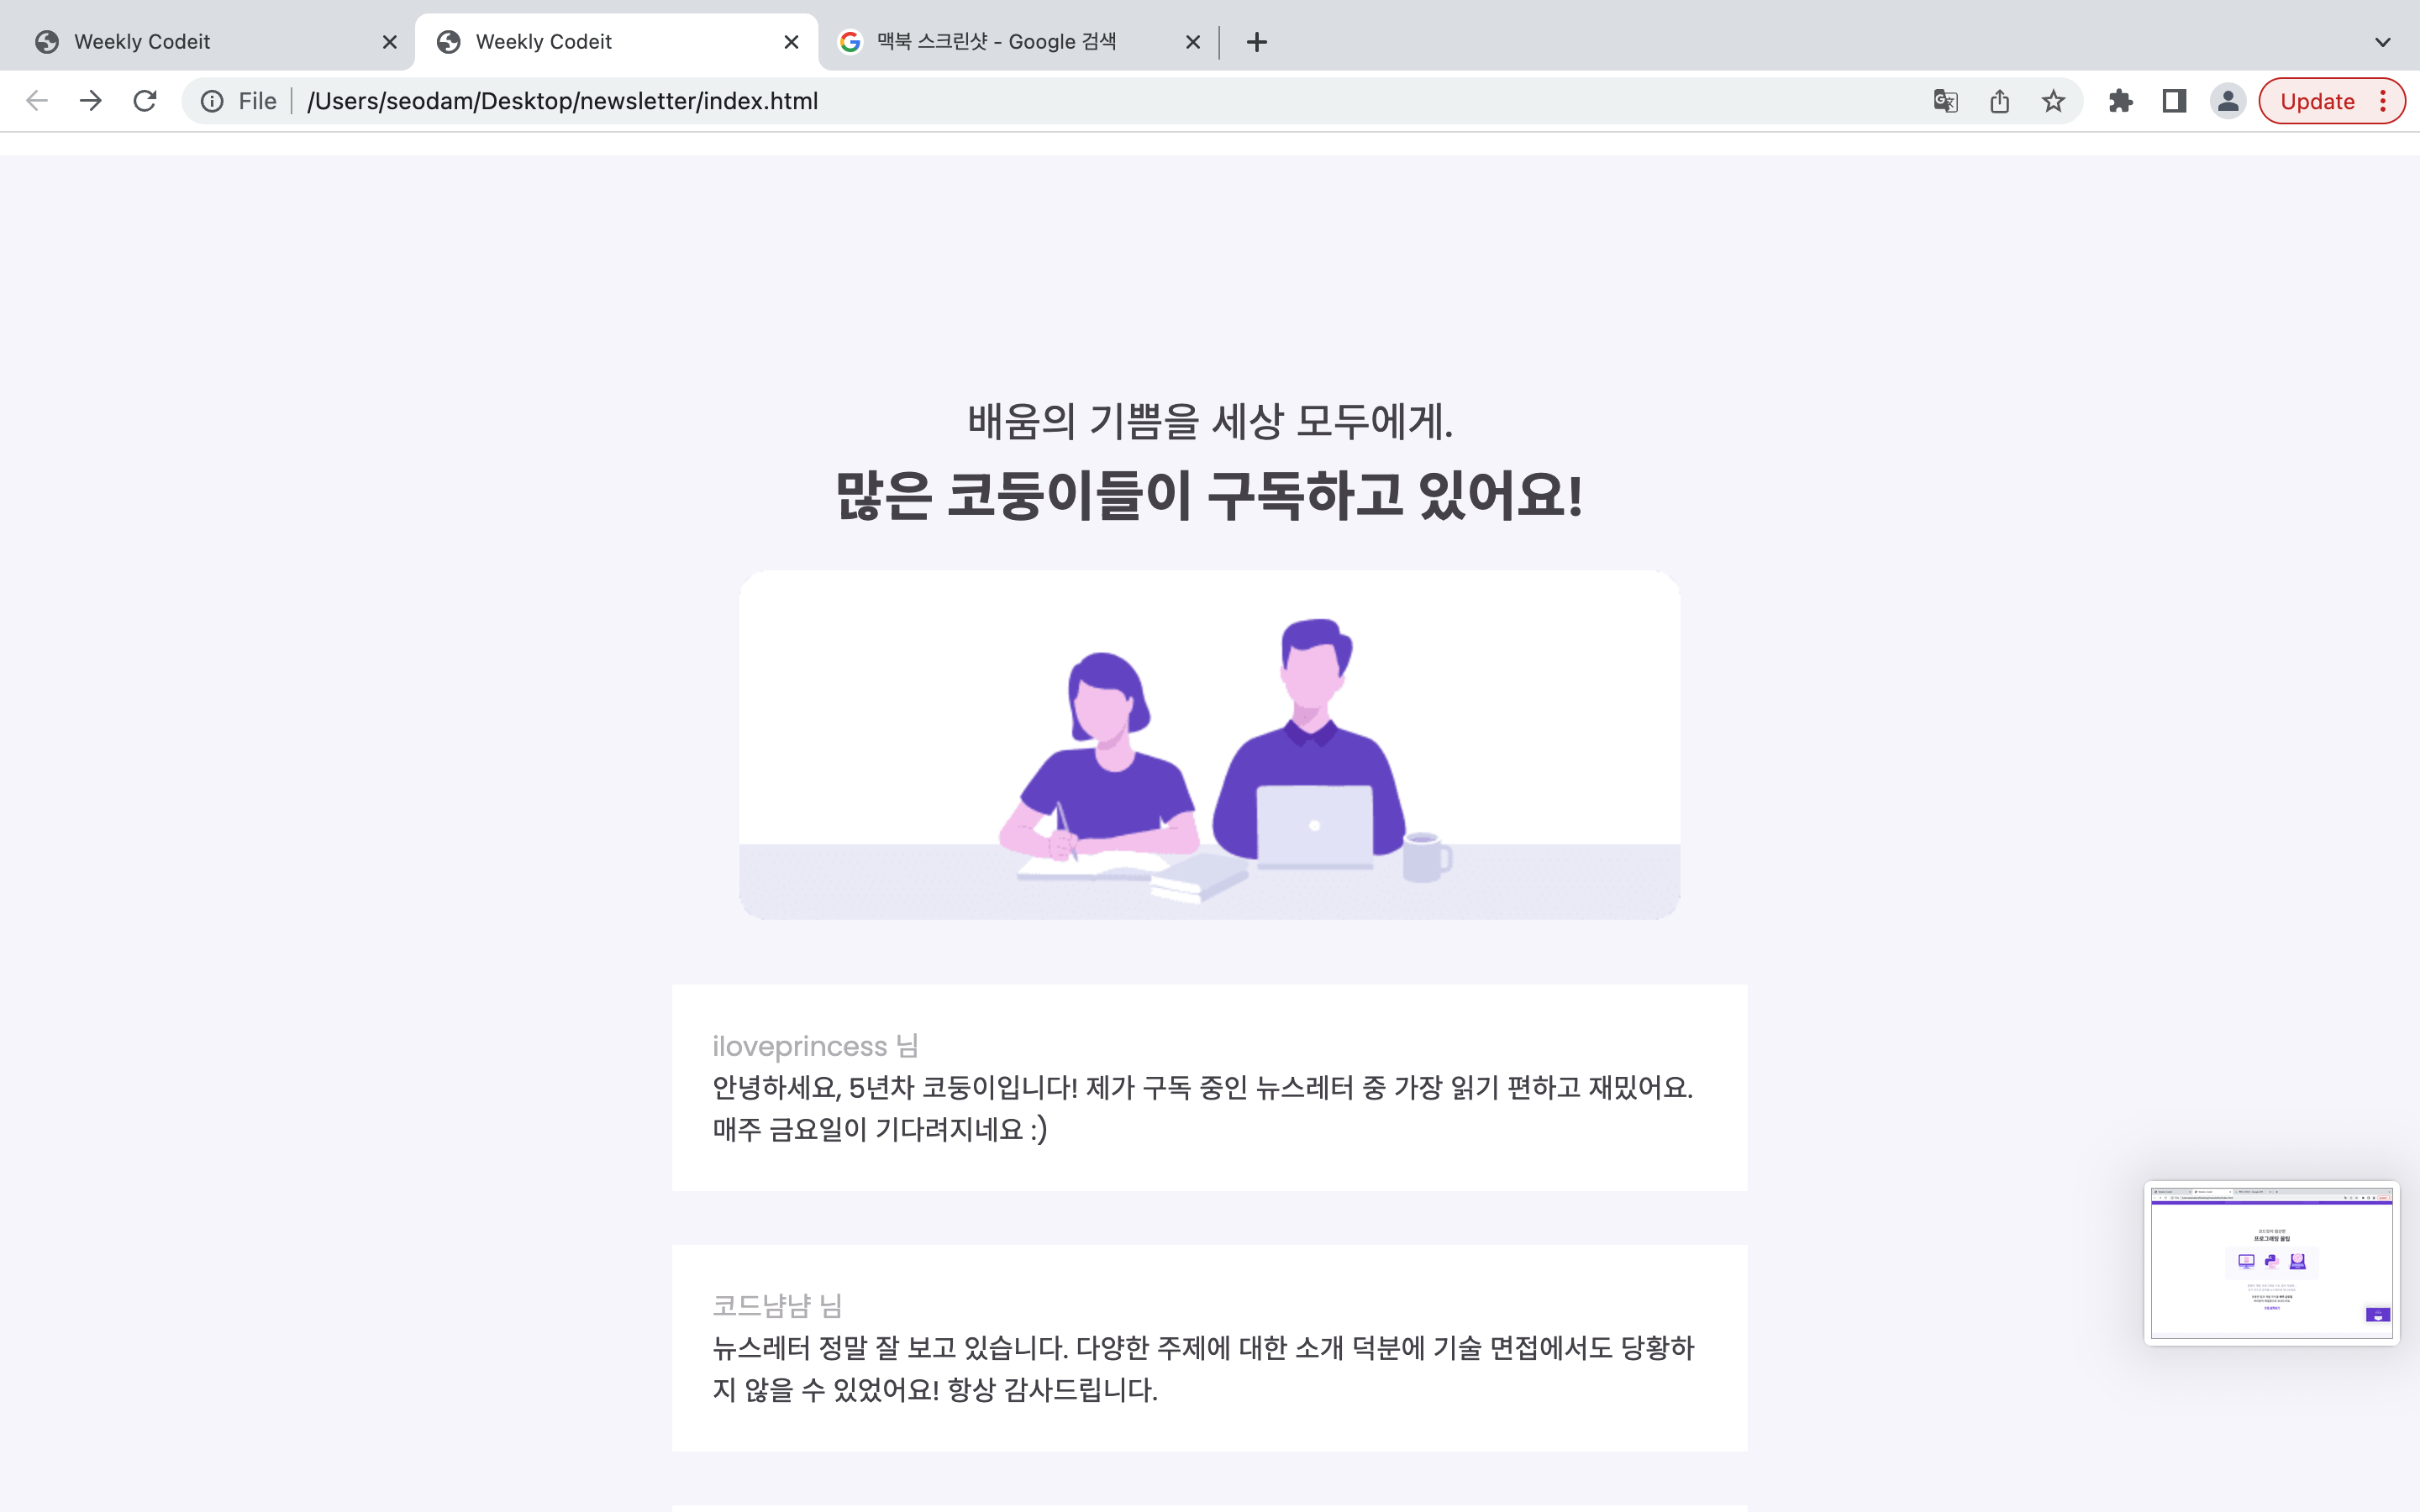 Weekly Codeit
Weekly Codeit
맥북 스크린샷 - Google 검색
File
/Users/seodam/Desktop/newsletter/index.html
Update
배움의 기쁨을 세상 모두에게.
많은 코둥이들이 구독하고 있어요!
iloveprincess 님
안녕하세요, 5년차 코둥이입니다! 제가 구독 중인 뉴스레터 중 가장 읽기 편하고 재밌어요.
매주 금요일이 기다려지네요 :)
코드냠냠 님
뉴스레터 정말 잘 보고 있습니다. 다양한 주제에 대한 소개 덕분에 기술 면접에서도 당황하
지 않을 수 있었어요! 항상 감사드립니다.
프로그래밍 꿀팁